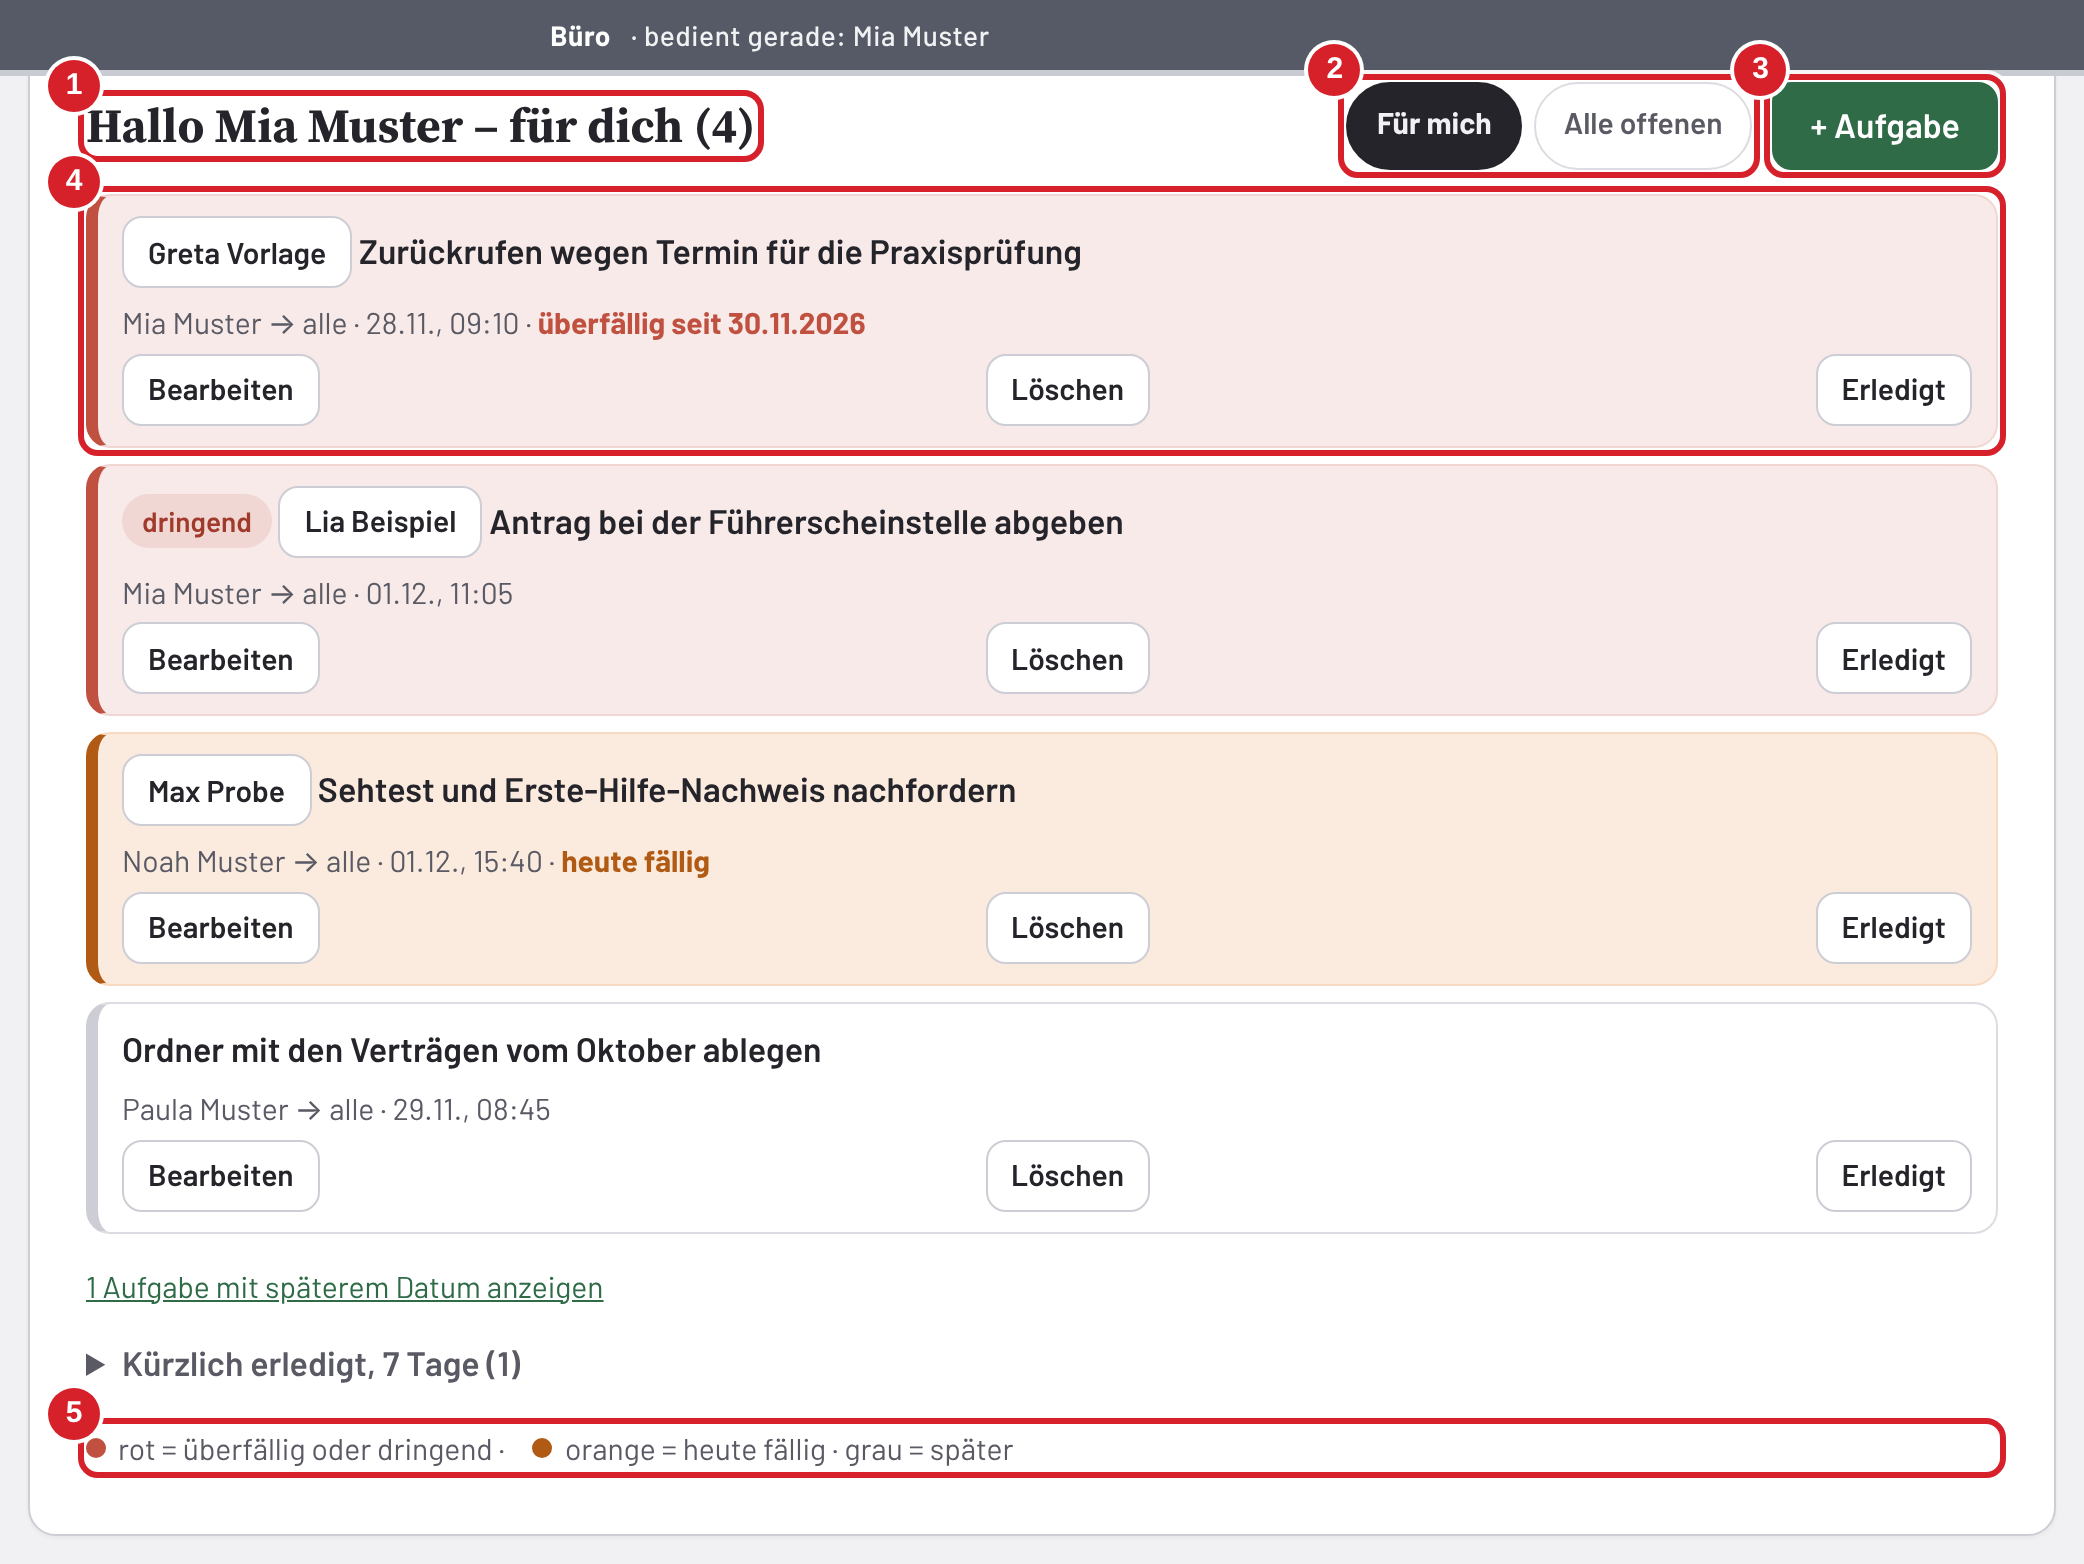 Büro · bedient gerade: Mia Muster
1
2
3
Hallo Mia Muster – für dich (4)
Für mich
Alle offenen
+ Aufgabe
4
Greta Vorlage Zurückrufen wegen Termin für die Praxisprüfung
Mia Muster → alle · 28.11., 09:10 · überfällig seit 30.11.2026
Bearbeiten
Löschen
Erledigt
dringend Lia Beispiel Antrag bei der Führerscheinstelle abgeben
Mia Muster → alle · 01.12., 11:05
Bearbeiten
Löschen
Erledigt
Max Probe Sehtest und Erste-Hilfe-Nachweis nachfordern
Noah Muster → alle · 01.12., 15:40 · heute fällig
Bearbeiten
Löschen
Erledigt
Ordner mit den Verträgen vom Oktober ablegen
Paula Muster → alle · 29.11., 08:45
Bearbeiten
Löschen
Erledigt
1 Aufgabe mit späterem Datum anzeigen
▶ Kürzlich erledigt, 7 Tage (1)
5
rot = überfällig oder dringend · orange = heute fällig · grau = später